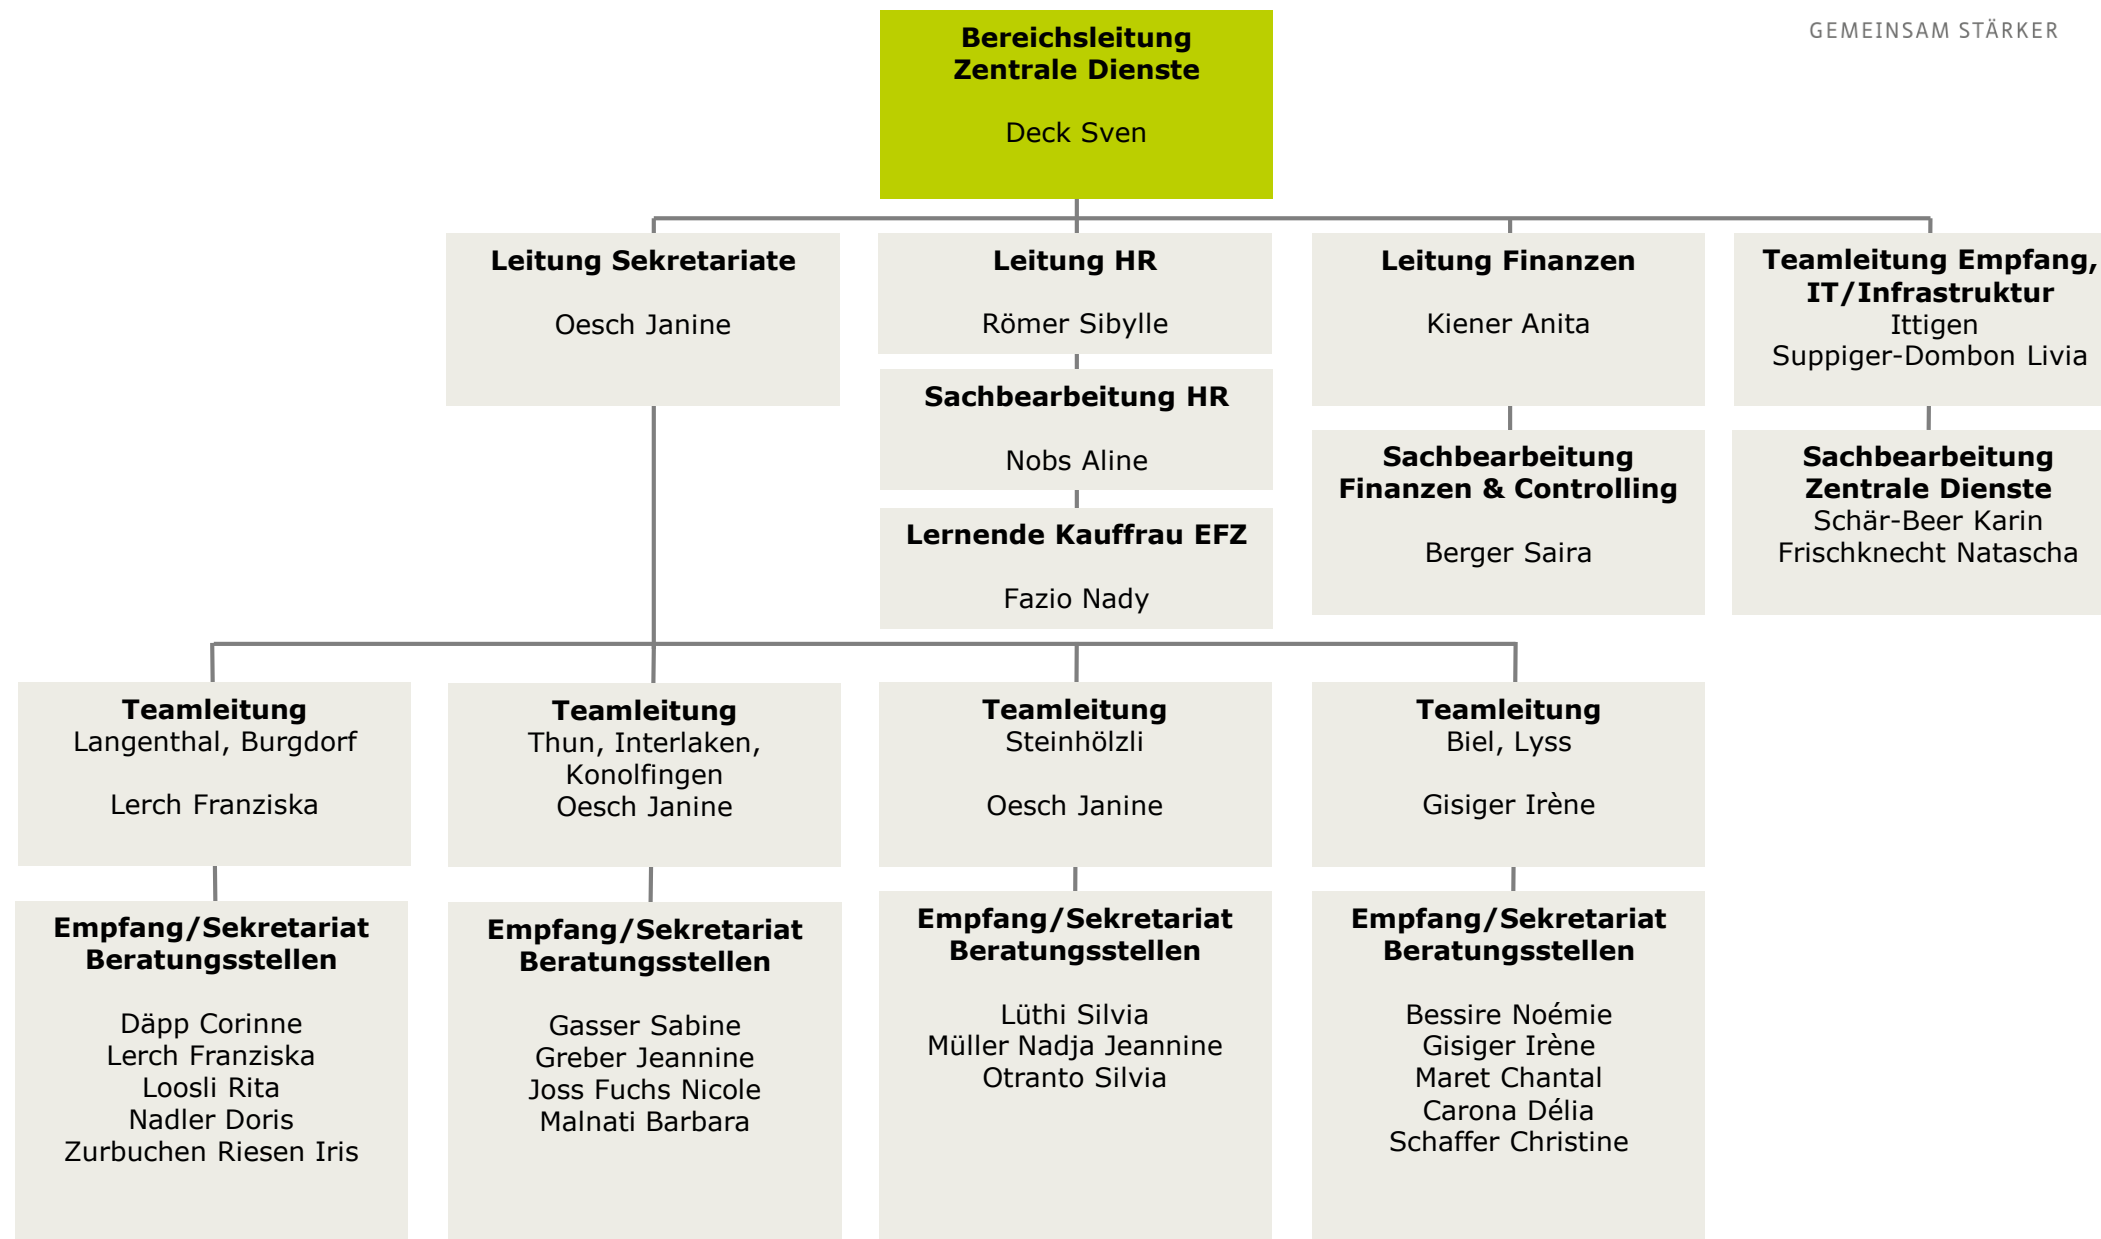 GEMEINSAM STÄRKER
Bereichsleitung
Zentrale Dienste
Deck Sven
Leitung Sekretariate
Oesch Janine
Leitung HR
Römer Sibylle
Leitung Finanzen
Kiener Anita
Teamleitung Empfang,
IT/Infrastruktur
Ittigen
Suppiger-Dombon Livia
Sachbearbeitung HR
Nobs Aline
Lernende Kauffrau EFZ
Fazio Nady
Sachbearbeitung
Finanzen & Controlling
Berger Saira
Sachbearbeitung
Zentrale Dienste
Schär-Beer Karin
Frischknecht Natascha
Teamleitung
Langenthal, Burgdorf
Lerch Franziska
Teamleitung
Thun, Interlaken,
Konolfingen
Oesch Janine
Teamleitung
Steinhölzli
Oesch Janine
Teamleitung
Biel, Lyss
Gisiger Irène
Empfang/Sekretariat
Beratungsstellen
Däpp Corinne
Lerch Franziska
Loosli Rita
Nadler Doris
Zurbuchen Riesen Iris
Empfang/Sekretariat
Beratungsstellen
Gasser Sabine
Greber Jeannine
Joss Fuchs Nicole
Malnati Barbara
Empfang/Sekretariat
Beratungsstellen
Lüthi Silvia
Müller Nadja Jeannine
Otranto Silvia
Empfang/Sekretariat
Beratungsstellen
Bessire Noémie
Gisiger Irène
Maret Chantal
Carona Délia
Schaffer Christine